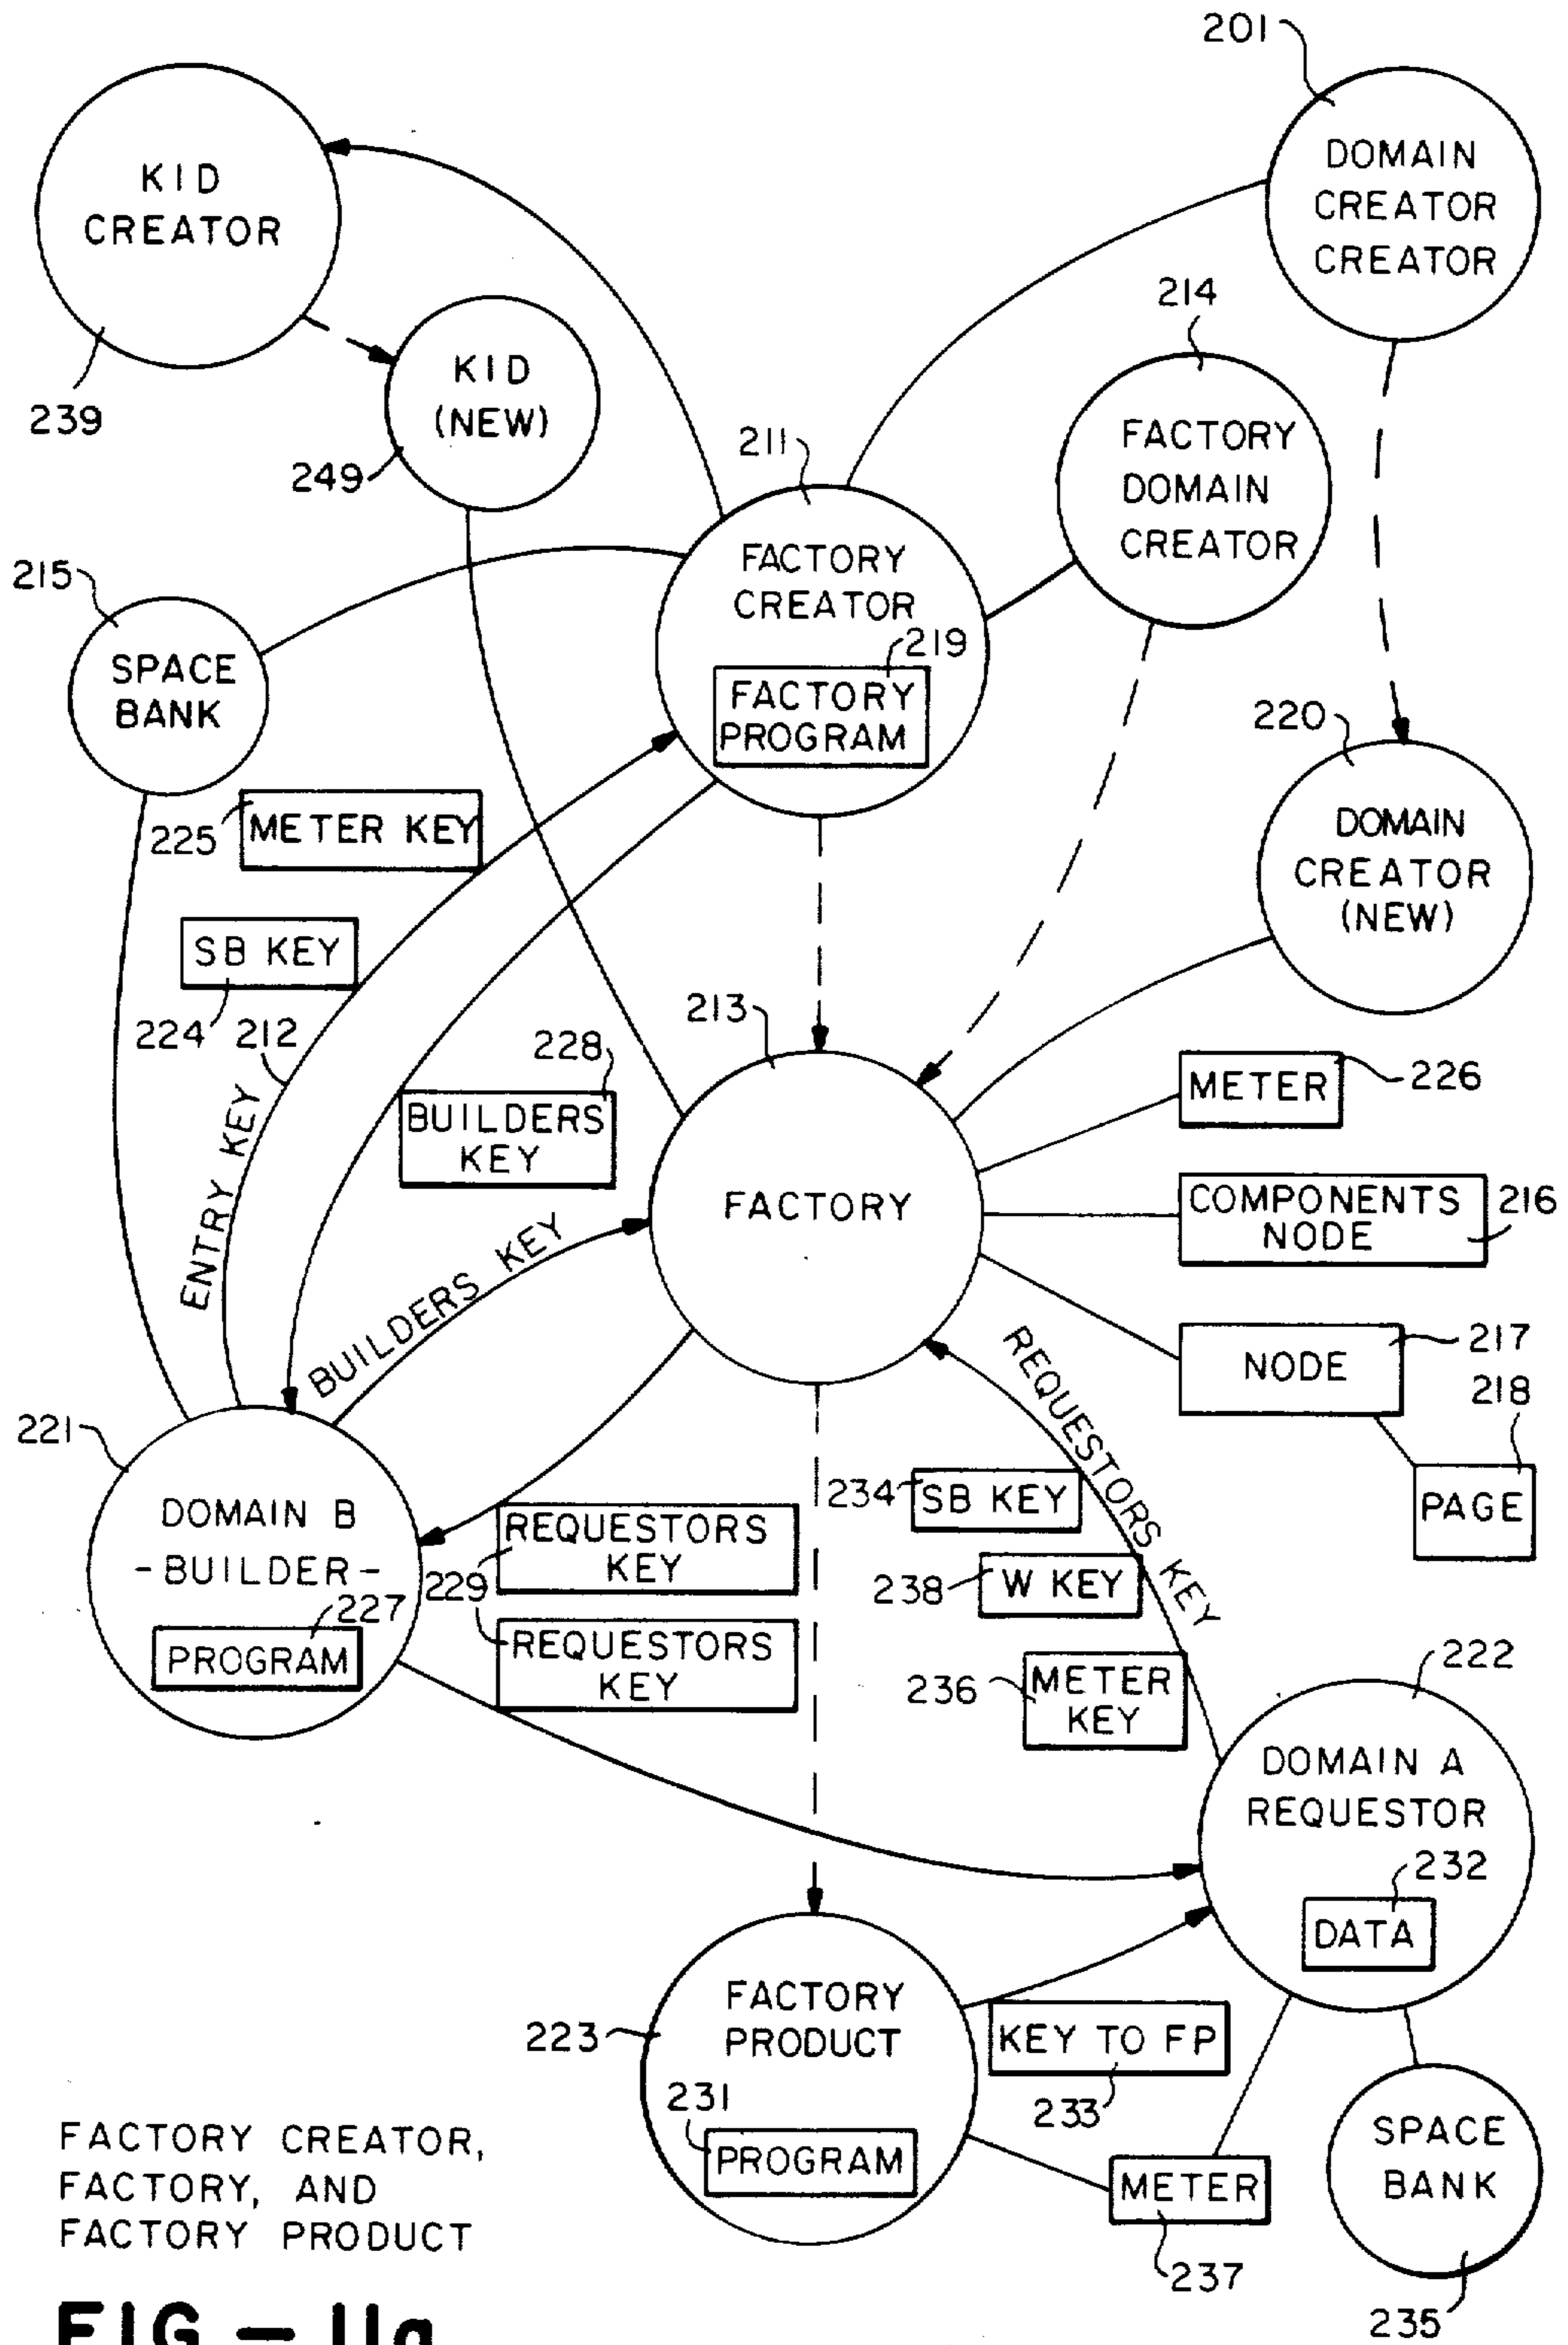 201
KID
CREATOR
239
DOMAIN
CREATOR
CREATOR
214
KID
(NEW)
249
211
FACTORY
DOMAIN
CREATOR
215
SPACE
BANK
FACTORY
CREATOR
219
FACTORY
PROGRAM
220
DOMAIN
CREATOR
(NEW)
225
METER KEY
SB KEY
224
212
ENTRY KEY
228
BUILDERS
KEY
213
FACTORY
METER
226
COMPONENTS
NODE
216
NODE
217
218
PAGE
BUILDERS KEY
REQUESTORS KEY
221
DOMAIN B
-BUILDER-
227
PROGRAM
229
REQUESTORS
KEY
REQUESTORS
KEY
234
SB KEY
238
W KEY
236
METER
KEY
222
DOMAIN A
REQUESTOR
232
DATA
223
FACTORY
PRODUCT
231
PROGRAM
KEY TO FP
233
METER
237
SPACE
BANK
235
FACTORY CREATOR,
FACTORY, AND
FACTORY PRODUCT
FIG — 11a